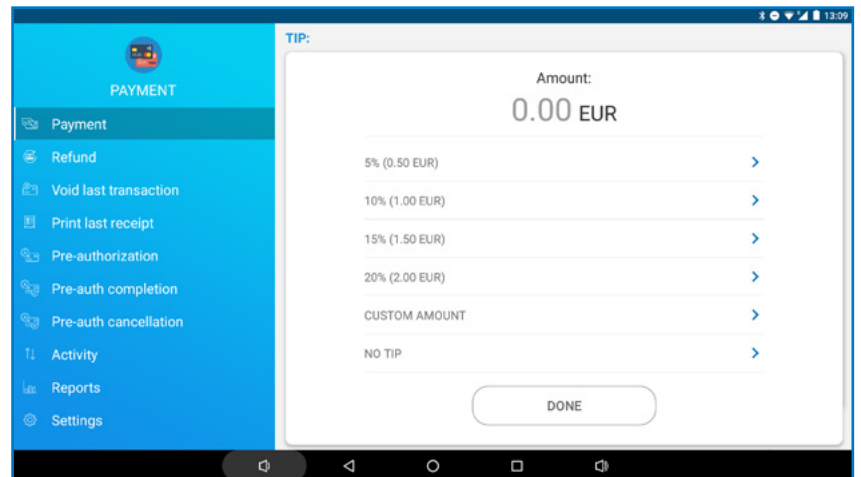 13:09
PAYMENT
Payment
Refund
Void last transaction
Print last receipt
Pre-authorization
Pre-auth completion
Pre-auth cancellation
Activity
Reports
Settings
TIP:
Amount:
0.00 EUR
5% (0.50 EUR)
10% (1.00 EUR)
15% (1.50 EUR)
20% (2.00 EUR)
CUSTOM AMOUNT
NO TIP
DONE